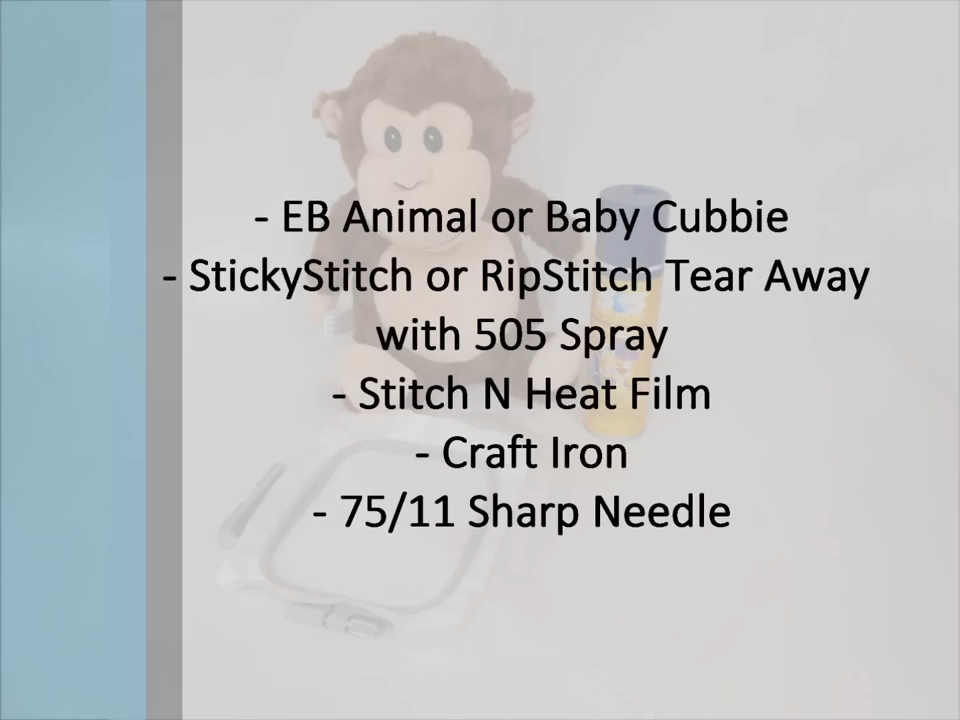 - EB Animal or Baby Cubbie
- StickyStitch or RipStitch Tear Away
with 505 Spray
- Stitch N Heat Film
- Craft Iron
- 75/11 Sharp Needle